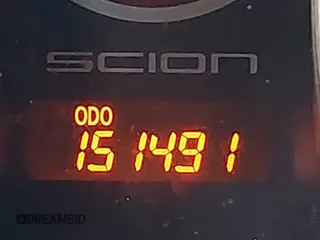 SCION
ODO
151491
@DREAMBID